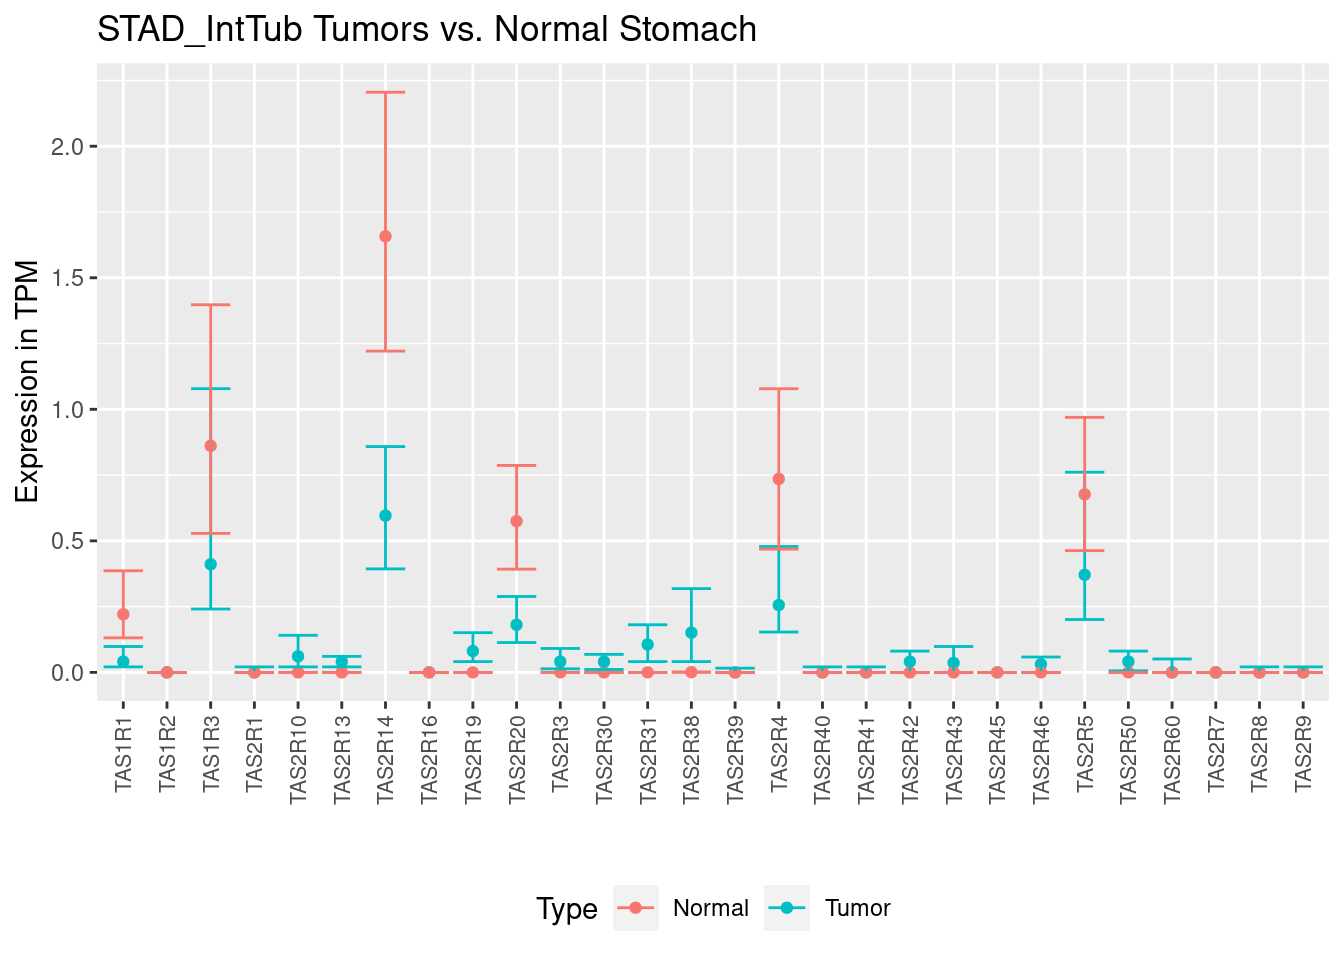 STAD_IntTub Tumors vs. Normal Stomach
Expression in TPM
2.0
1.5
1.0
0.5
0.0
TAS1R1
TAS1R2
TAS1R3
TAS2R1
TAS2R10
TAS2R13
TAS2R14
TAS2R16
TAS2R19
TAS2R20
TAS2R3
TAS2R30
TAS2R31
TAS2R38
TAS2R39
TAS2R4
TAS2R40
TAS2R41
TAS2R42
TAS2R43
TAS2R45
TAS2R46
TAS2R5
TAS2R50
TAS2R60
TAS2R7
TAS2R8
TAS2R9
Type Normal Tumor